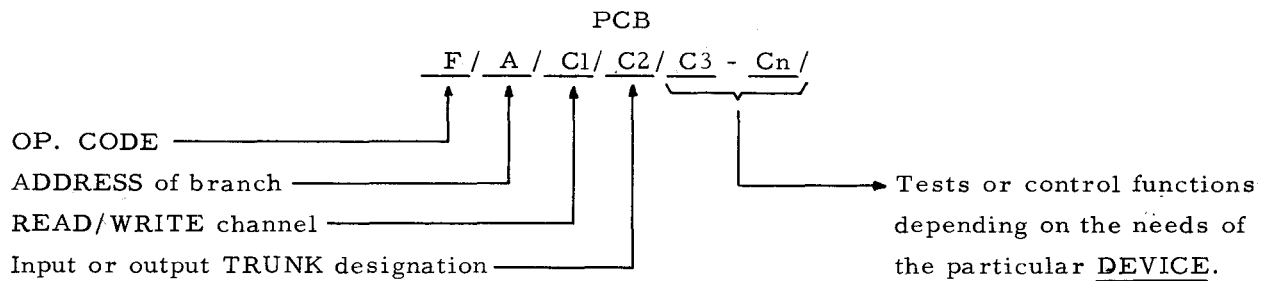 PCB
F/ A / C1/ C2/ C3 - Cn /
OP. CODE
ADDRESS of branch
READ/WRITE channel
Input or output TRUNK designation
Tests or control functions
depending on the needs of
the particular DEVICE.